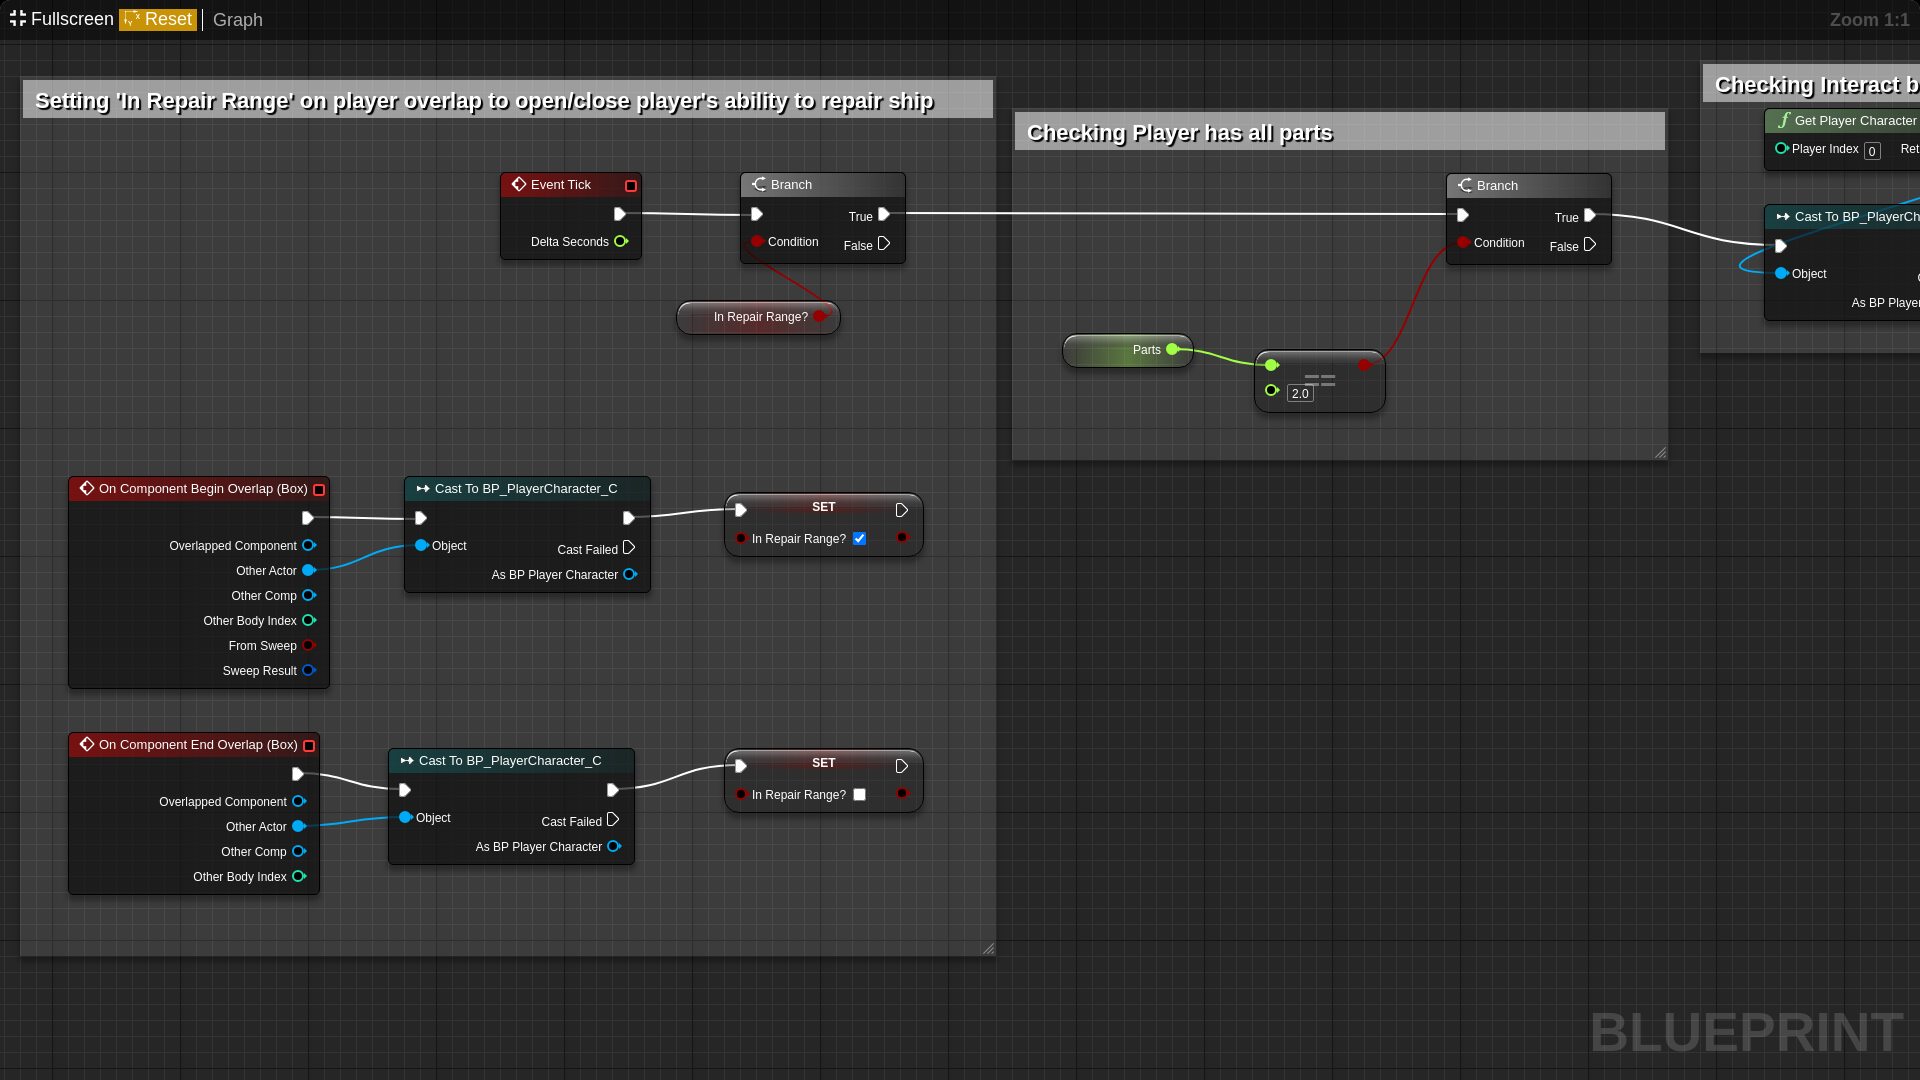 Fullscreen Reset Graph Zoom 1:1
Setting 'In Repair Range' on player overlap to open/close player's ability to repair ship
Event Tick
Delta Seconds
Branch
True
Condition
False
In Repair Range?
On Component Begin Overlap (Box)
Overlapped Component
Other Actor
Other Comp
Other Body Index
From Sweep
Sweep Result
Cast To BP_PlayerCharacter_C
Object
Cast Failed
As BP Player Character
SET
In Repair Range?
On Component End Overlap (Box)
Overlapped Component
Other Actor
Other Comp
Other Body Index
Cast To BP_PlayerCharacter_C
Object
Cast Failed
As BP Player Character
SET
In Repair Range?
Checking Player has all parts
Branch
True
Condition
False
Parts
==
2.0
Checking Interact b
Get Player Character
Player Index 0 Ret
Cast To BP_PlayerCh
Object
As BP Player
BLUEPRINT